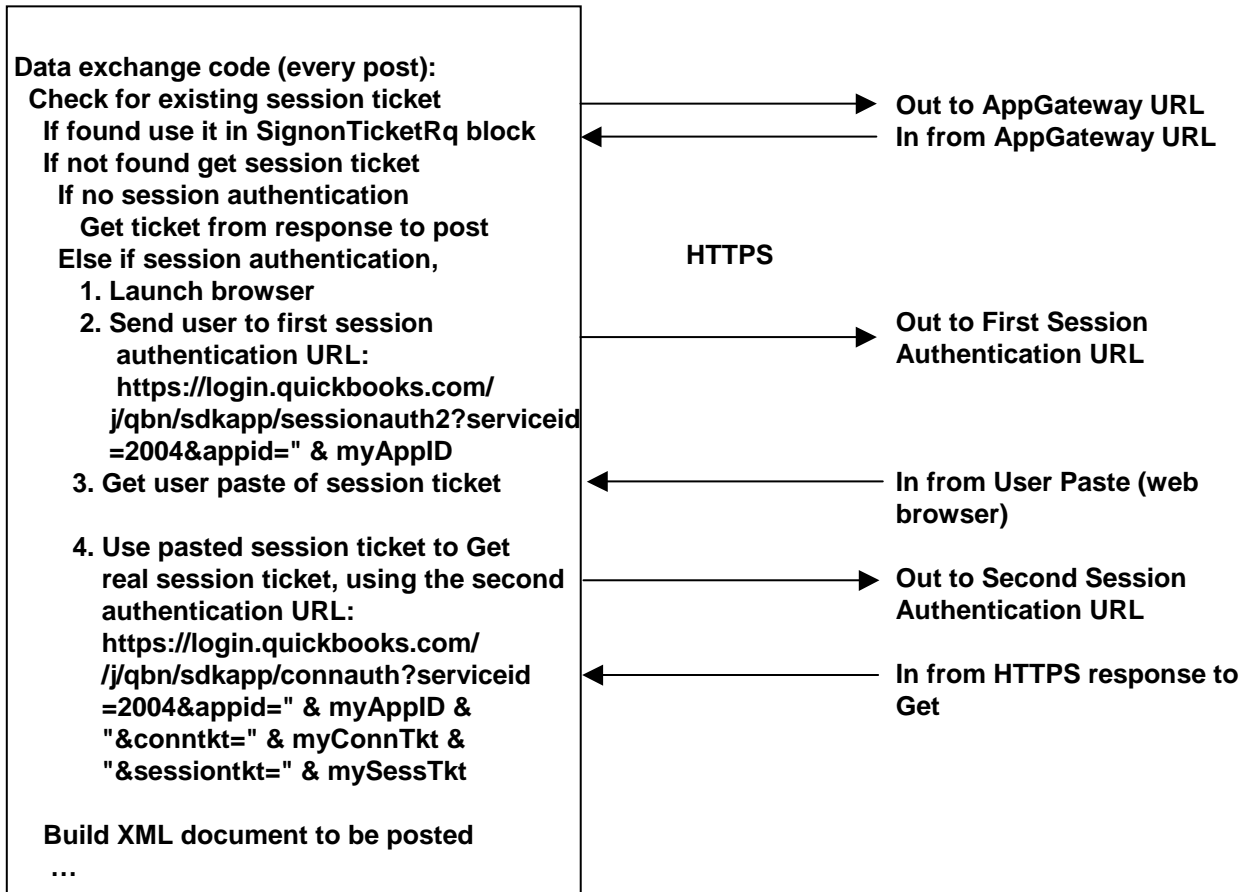 Data exchange code (every post):
Check for existing session ticket
If found use it in SignonTicketRq block
If not found get session ticket
If no session authentication
Get ticket from response to post
Else if session authentication,
1. Launch browser
2. Send user to first session
authentication URL:
https://login.quickbooks.com/
j/qbn/sdkapp/sessionauth2?serviceid
=2004&appid=" & myAppID
3. Get user paste of session ticket
4. Use pasted session ticket to Get
real session ticket, using the second
authentication URL:
https://login.quickbooks.com/
/j/qbn/sdkapp/connauth?serviceid
=2004&appid=" & myAppID &
"&conntkt=" & myConnTkt &
"&sessiontkt=" & mySessTkt
Build XML document to be posted
…
HTTPS
Out to AppGateway URL
In from AppGateway URL
Out to First Session
Authentication URL
In from User Paste (web
browser)
Out to Second Session
Authentication URL
In from HTTPS response to
Get